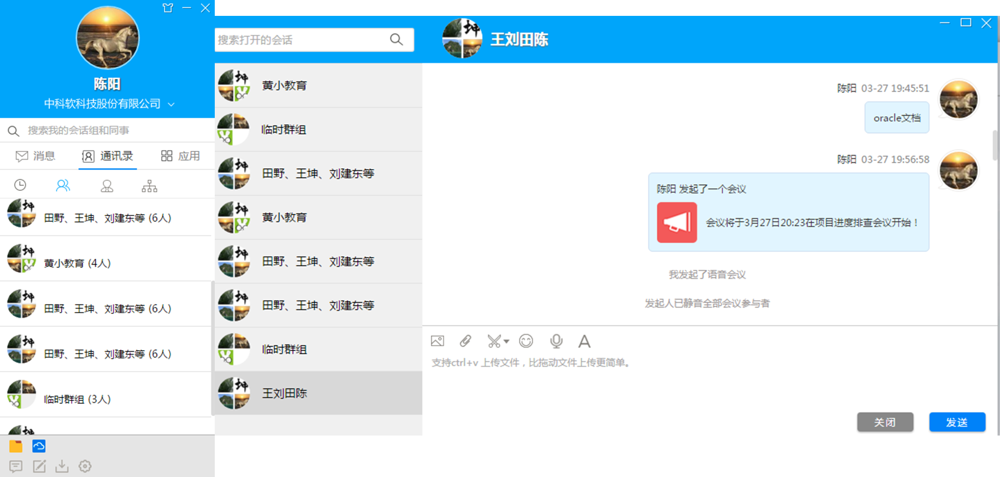 陈阳
中科软科技股份有限公司
搜索我的会话组和同事
消息
通讯录
应用
田野、王坤、刘建东等 (6人)
黄小教育 (4人)
田野、王坤、刘建东等 (6人)
田野、王坤、刘建东等 (6人)
临时群组 (3人)
搜索打开的会话
黄小教育
临时群组
田野、王坤、刘建东等
黄小教育
田野、王坤、刘建东等
田野、王坤、刘建东等
临时群组
王刘田陈
王刘田陈
陈阳 03-27 19:45:51
oracle文档
陈阳 03-27 19:56:58
陈阳 发起了一个会议
会议将于3月27日20:23在项目进度排查会议开始！
我发起了语音会议
发起人已静音全部会议参与者
支持ctrl+v 上传文件，比拖动文件上传更简单。
关闭
发送